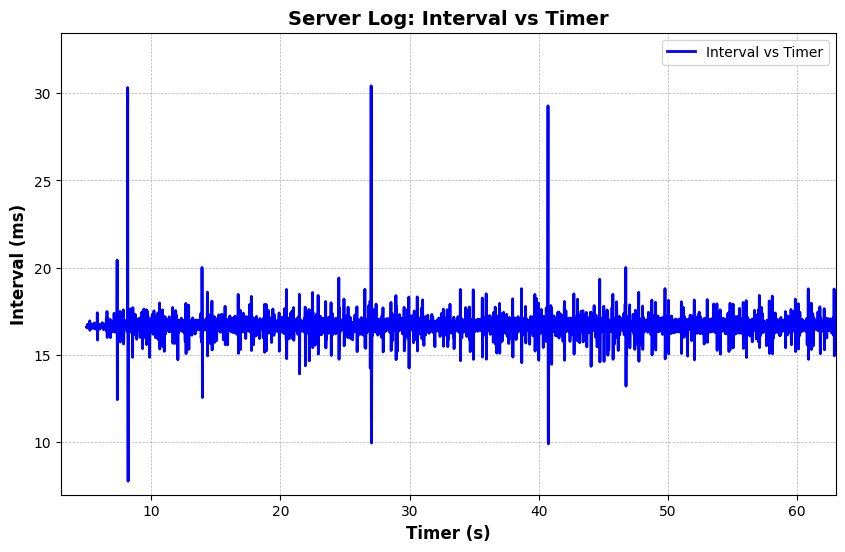 Server Log: Interval vs Timer
Interval vs Timer
30
25
20
15
10
Interval (ms)
10 20 30 40 50 60
Timer (s)